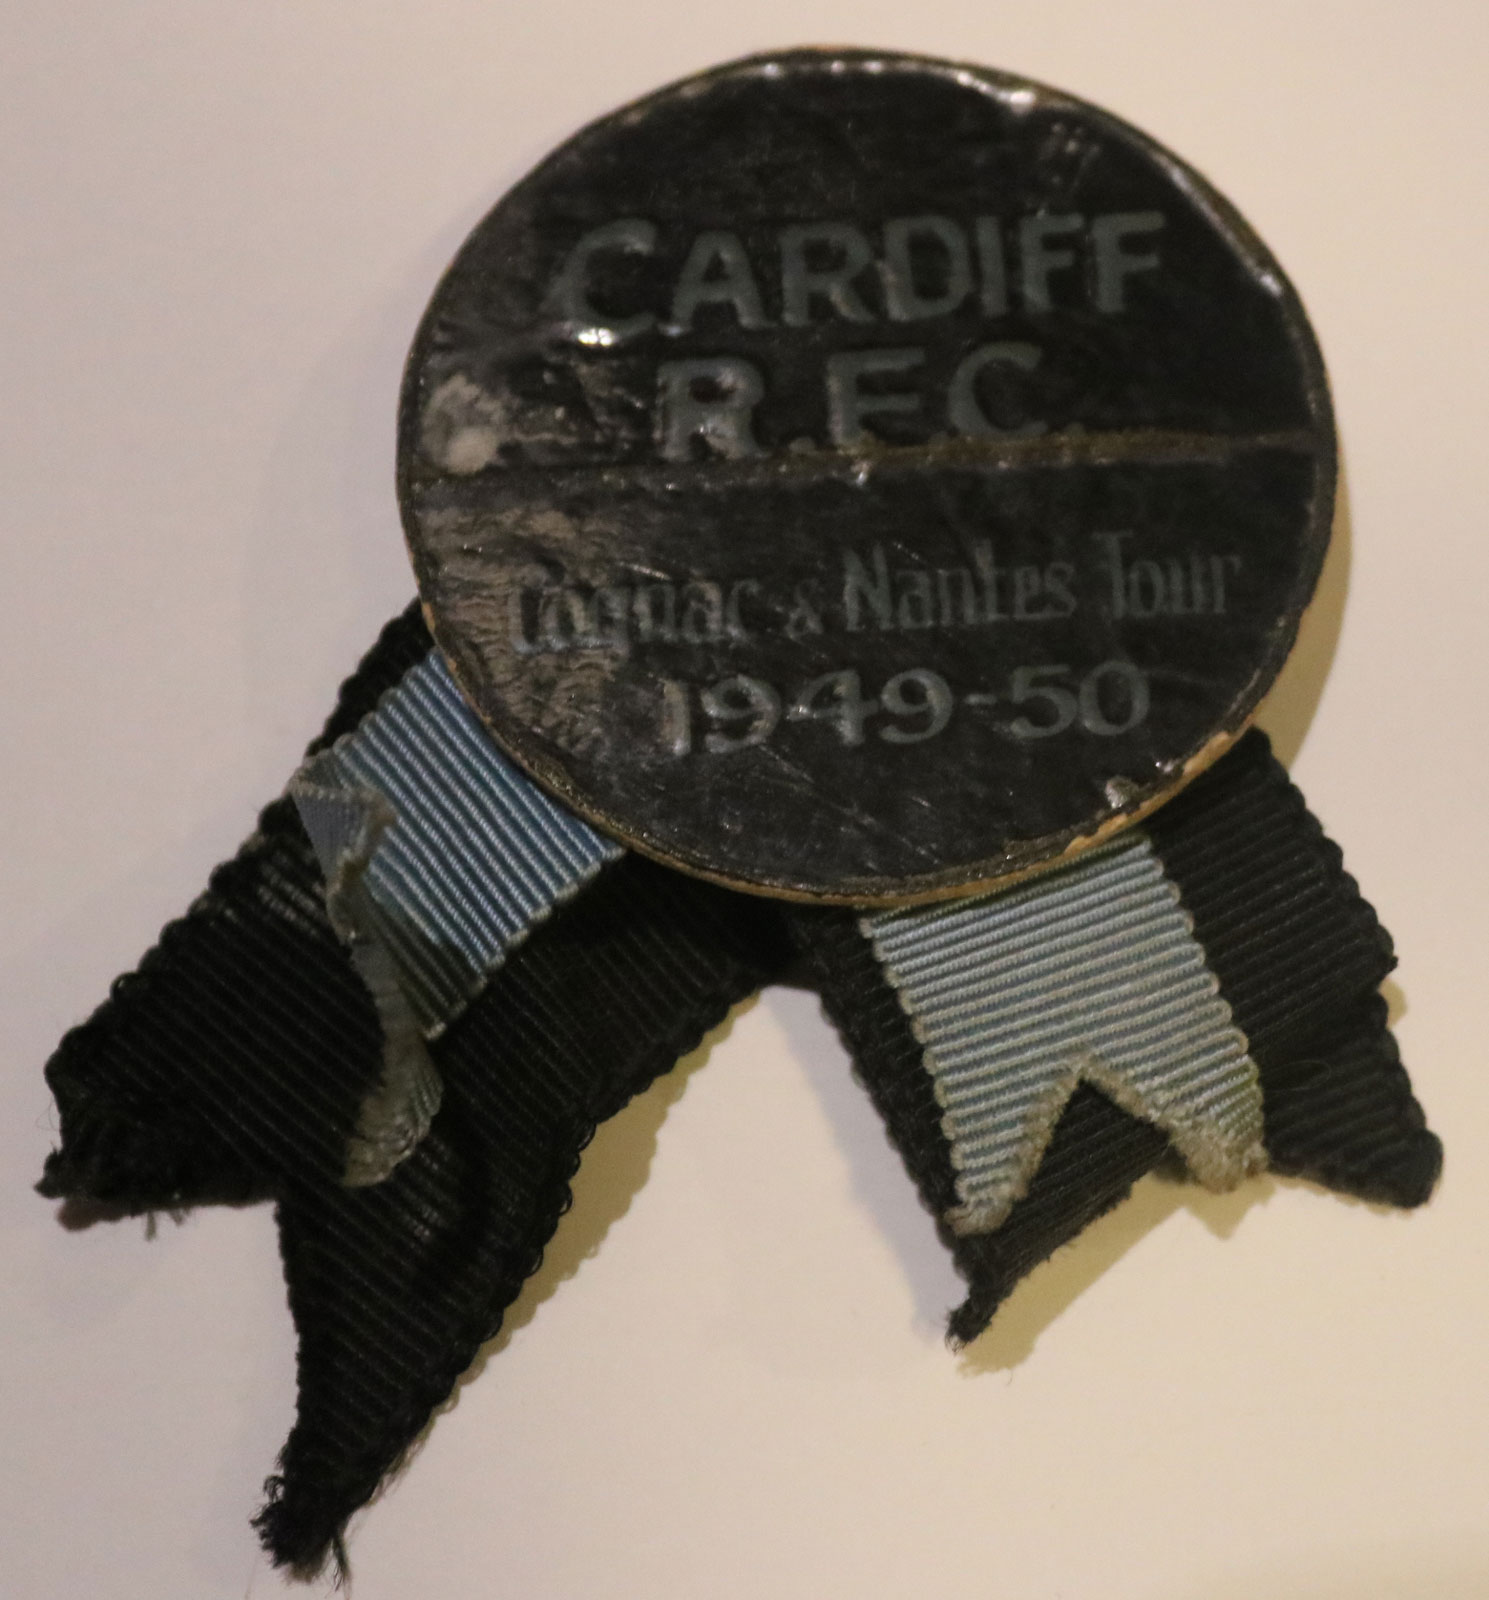 CARDIFF
R.F.C.
Cognac & Nantes Tour
1949-50